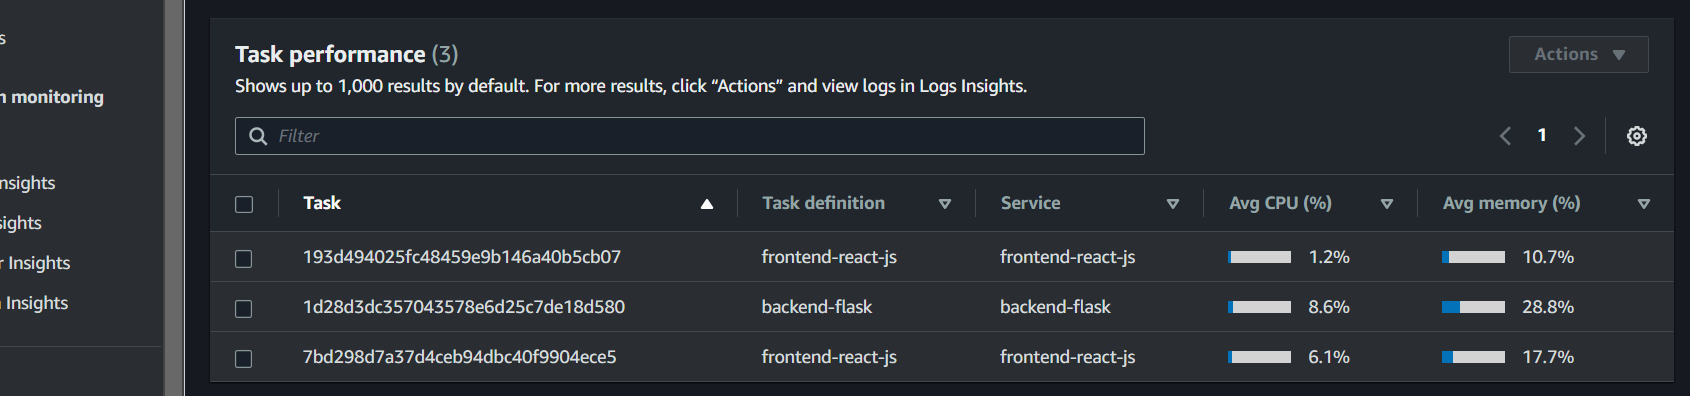 s
n monitoring
nsights
sights
r Insights
Insights
Task performance (3)
Actions
Shows up to 1,000 results by default. For more results, click “Actions” and view logs in Logs Insights.
Filter
1
Task Task definition Service Avg CPU (%) Avg memory (%)
193d494025fc48459e9b146a40b5cb07 frontend-react-js frontend-react-js 1.2% 10.7%
1d28d3dc357043578e6d25c7de18d580 backend-flask backend-flask 8.6% 28.8%
7bd298d7a37d4ceb94dbc40f9904ece5 frontend-react-js frontend-react-js 6.1% 17.7%